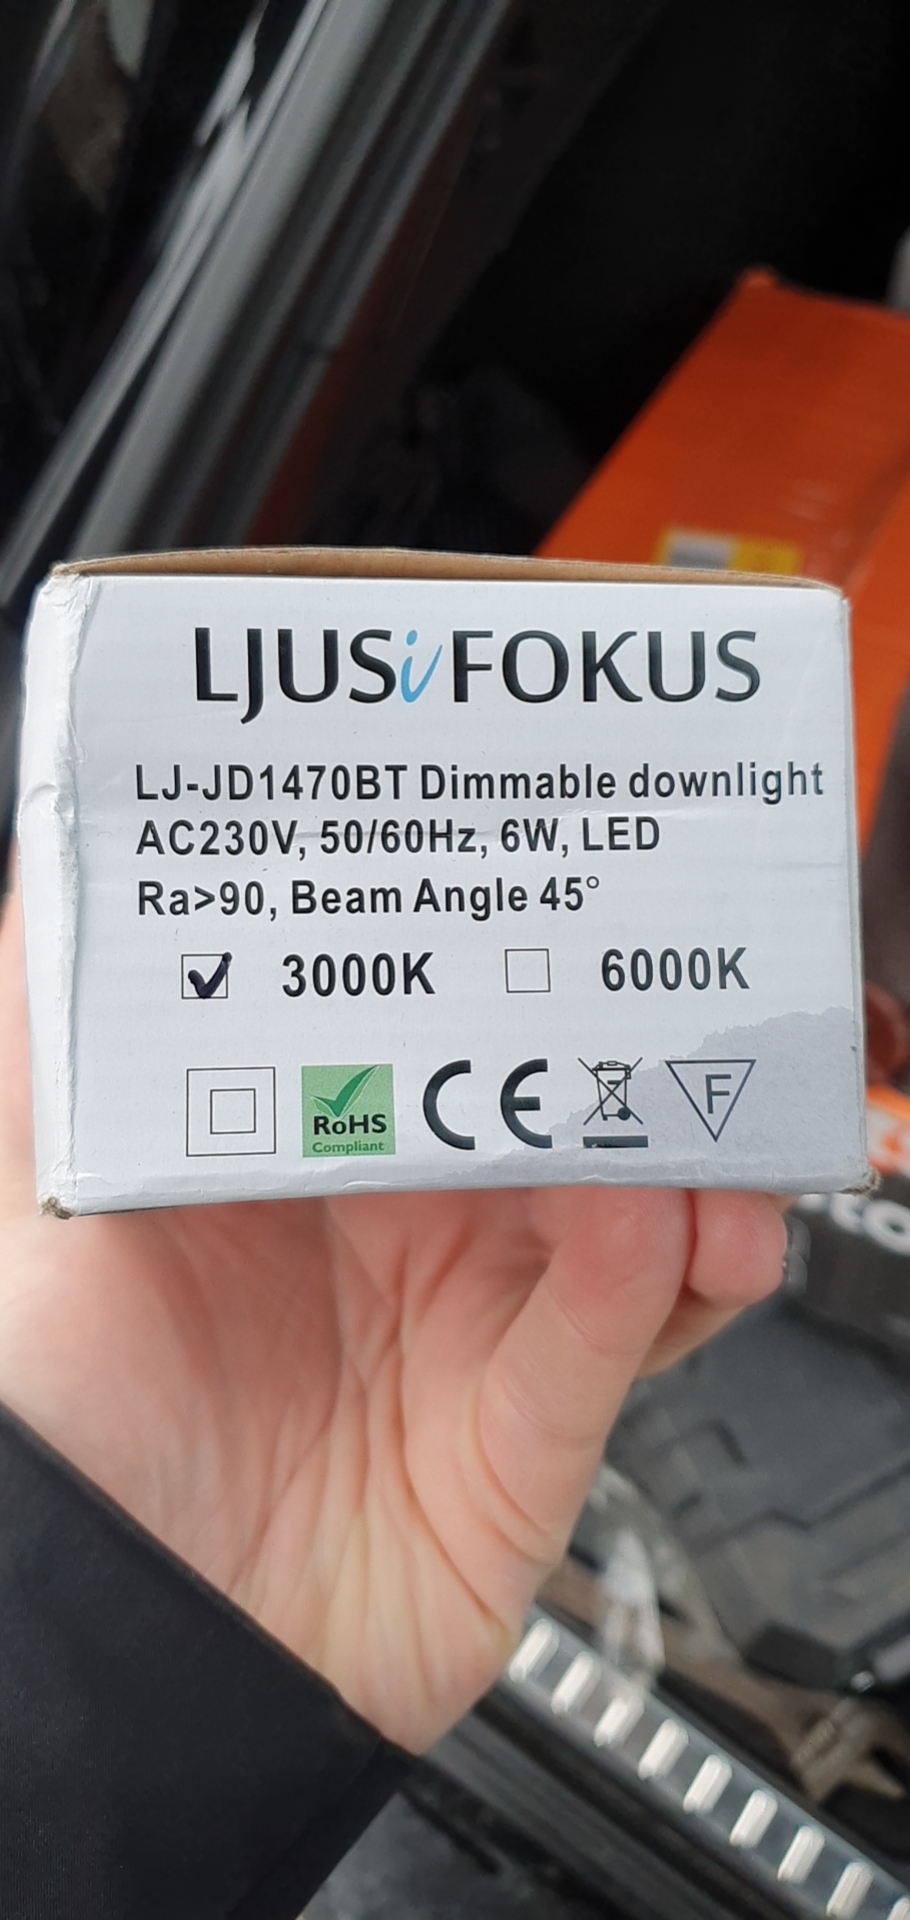 LJUSiFOKUS
LJ-JD1470BT Dimmable downlight
AC230V, 50/60Hz, 6W, LED
Ra>90, Beam Angle 45°
3000K 6000K
RoHS
Compliant
CE
F